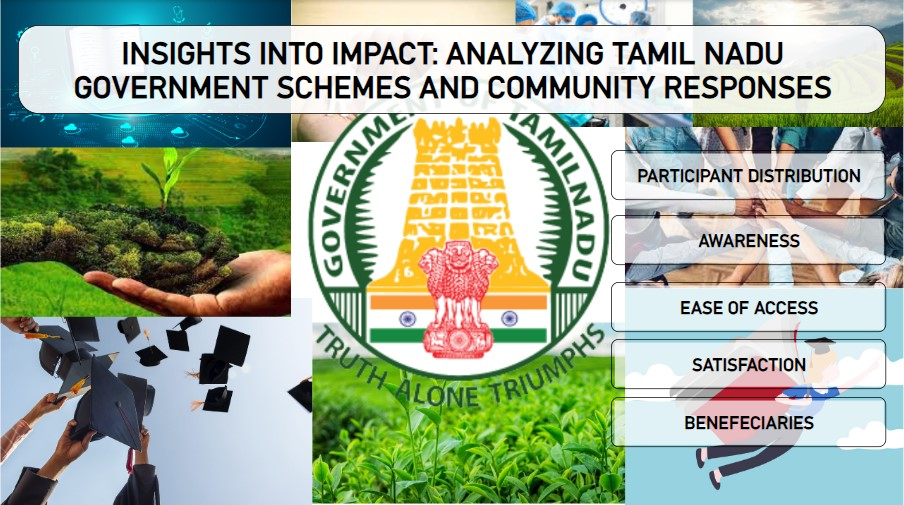 INSIGHTS INTO IMPACT: ANALYZING TAMIL NADU
GOVERNMENT SCHEMES AND COMMUNITY RESPONSES
GOVERNMENT OF TAMILNADU
TRUTH ALONE TRIUMPHS
PARTICIPANT DISTRIBUTION
AWARENESS
EASE OF ACCESS
SATISFACTION
BENEFECIARIES